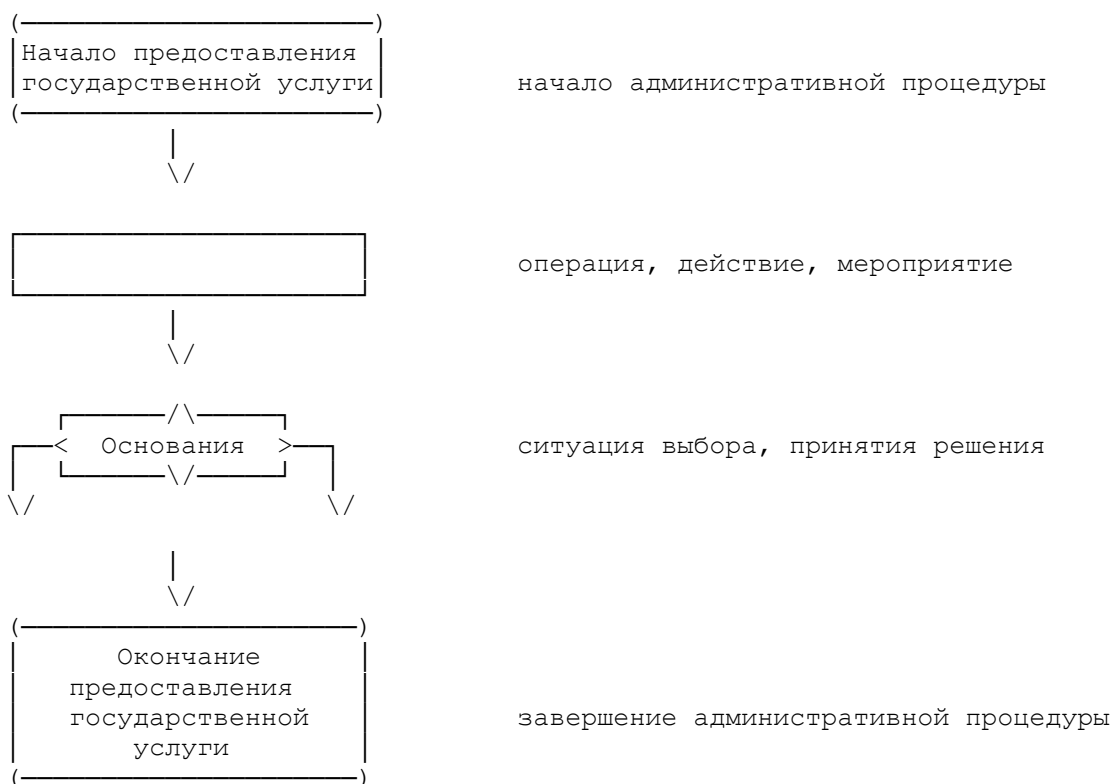 Начало предоставления
государственной услуги начало административной процедуры
операция, действие, мероприятие
Основания ситуация выбора, принятия решения
Окончание
предоставления
государственной завершение административной процедуры
услуги